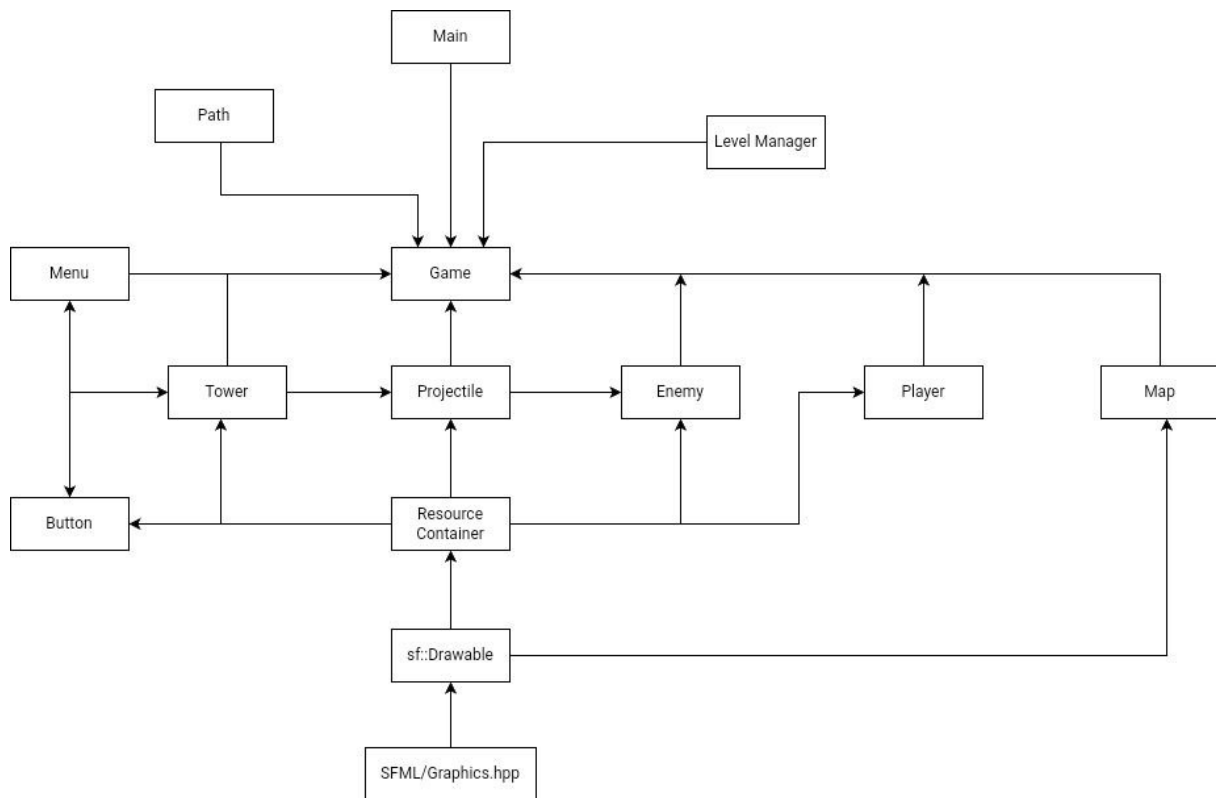 Main
Path
Level Manager
Menu
Game
Tower
Projectile
Enemy
Player
Map
Button
Resource
Container
sf::Drawable
SFML/Graphics.hpp